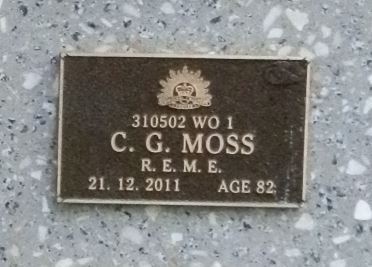 310502 WO 1
C. G. MOSS
R. E. M. E.
21. 12. 2011 AGE 82